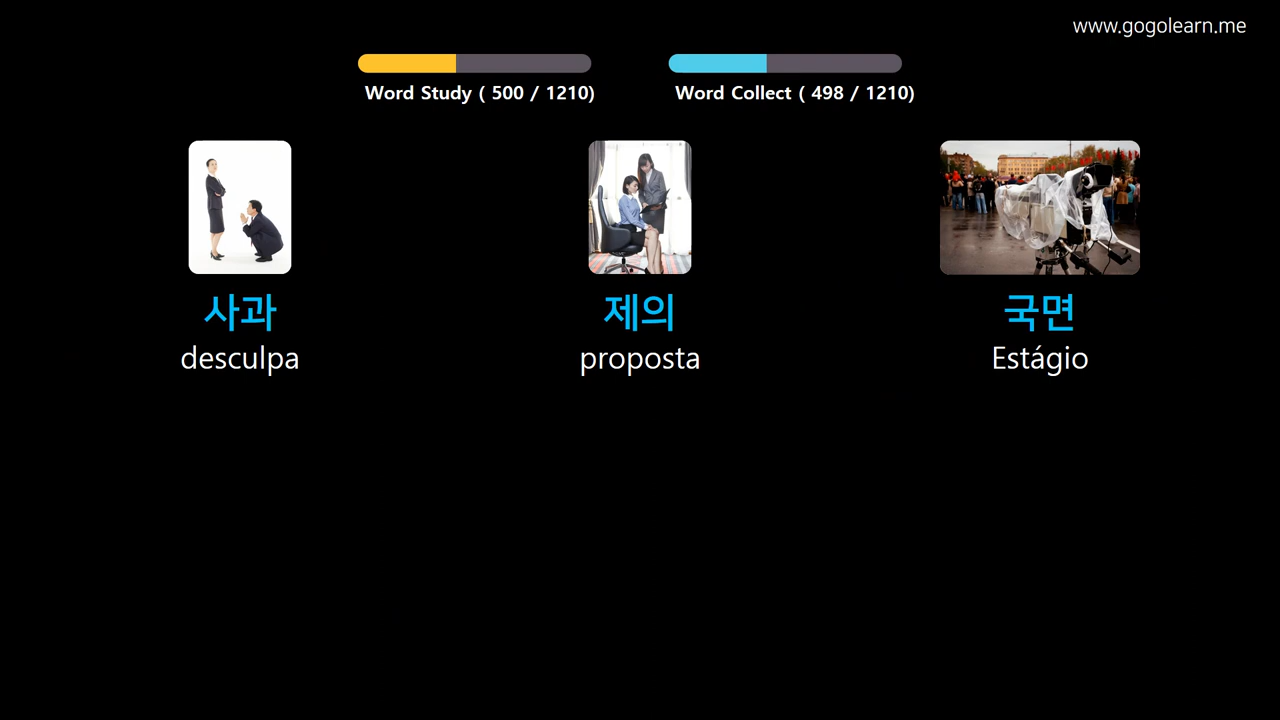 www.gogolearn.me
Word Study ( 500 / 1210)
Word Collect ( 498 / 1210)
사과
desculpa
제의
proposta
국면
Estágio